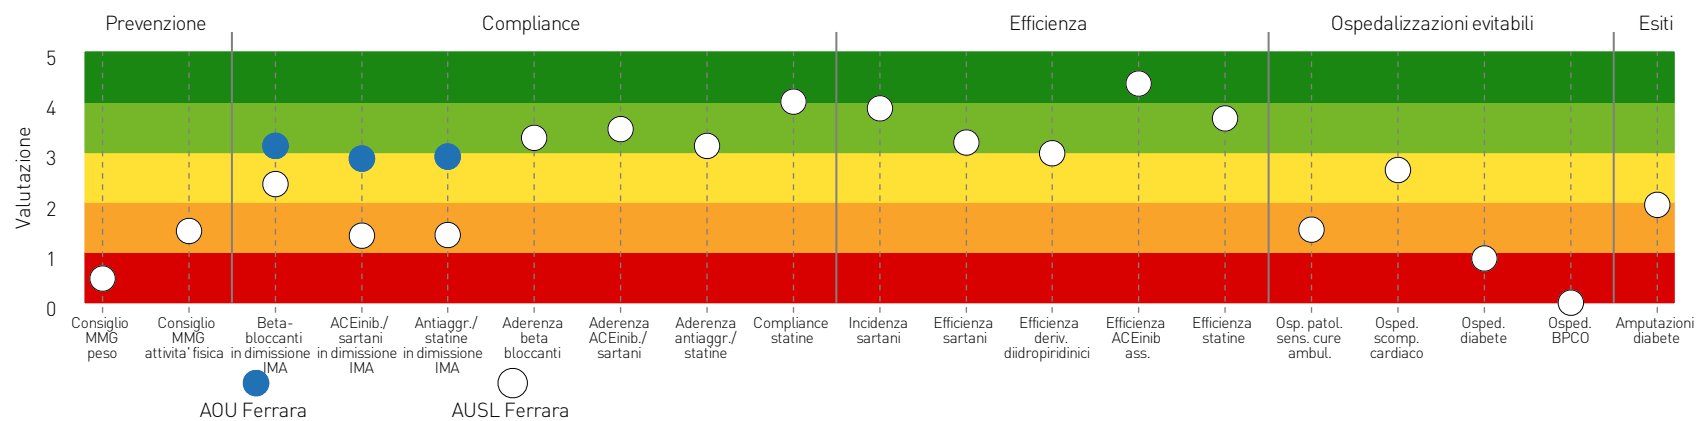 Prevenzione
Compliance
Efficienza
Ospedalizzazioni evitabili
Esiti
Valutazione
5
4
3
2
1
0
Consiglio
MMG
peso
Consiglio
MMG
attivita' fisica
Beta-
bloccanti
in dimissione
IMA
ACEinib./
sartani
in dimissione
IMA
Antiaggr./
statine
in dimissione
IMA
Aderenza
beta
bloccanti
Aderenza
ACEinib./
sartani
Aderenza
antiaggr./
statine
Compliance
statine
Incidenza
sartani
Efficienza
sartani
Efficienza
deriv.
diidropiridinici
Efficienza
ACEinib
ass.
Efficienza
statine
Osp. patol.
sens. cure
ambul.
Osped.
scomp.
cardiaco
Osped.
diabete
Osped.
BPCO
Amputazioni
diabete
AOU Ferrara
AUSL Ferrara